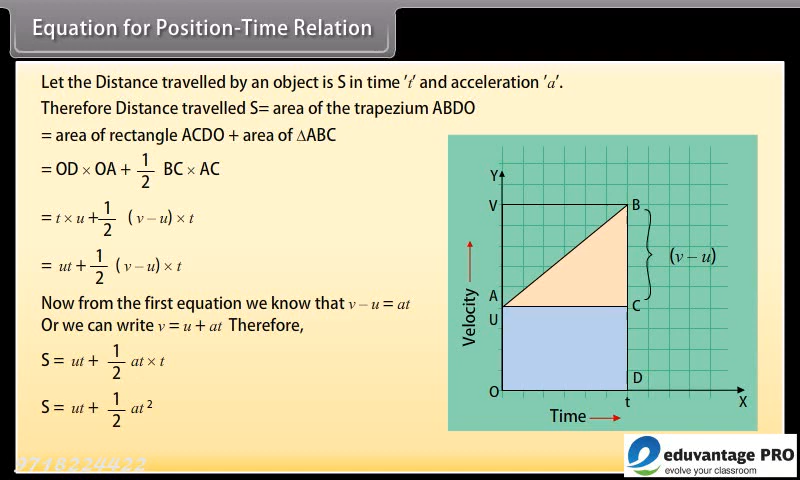 Equation for Position-Time Relation
Let the Distance travelled by an object is S in time 't' and acceleration 'a'.
Therefore Distance travelled S= area of the trapezium ABDO
= area of rectangle ACDO + area of ∆ABC
= OD × OA + 1/2 BC × AC
= t × u + 1/2 (v – u) × t
= ut + 1/2 (v – u) × t
Now from the first equation we know that v – u = at
Or we can write v = u + at Therefore,
S = ut + 1/2 at × t
S = ut + 1/2 at ²
Y
V
B
(v – u)
A
U
C
Velocity
D
O
t
X
Time
9718224422
eduvantage PRO
evolve your classroom